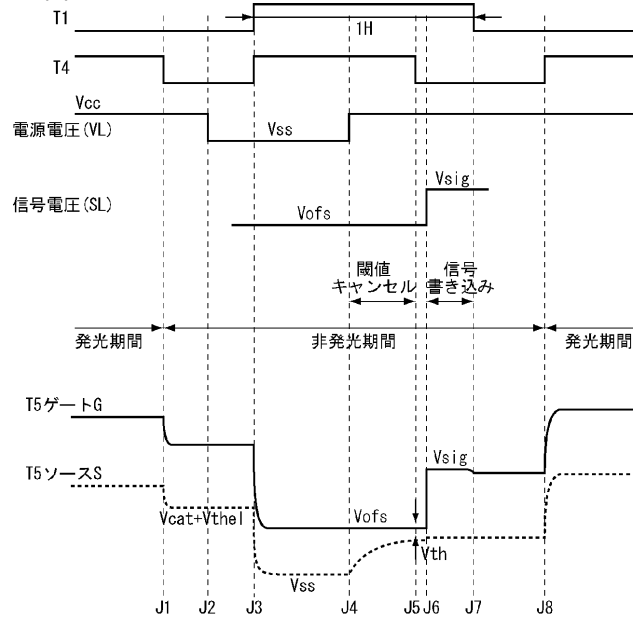 T1
1H
T4
Vcc
電源電圧(VL)
Vss
Vsig
信号電圧(SL)
Vofs
閾値
キャンセル
信号
書き込み
発光期間
非発光期間
発光期間
T5ゲートG
Vsig
T5ソースS
Vcat+Vthel
Vofs
Vth
Vss
J1 J2 J3 J4 J5 J6 J7 J8